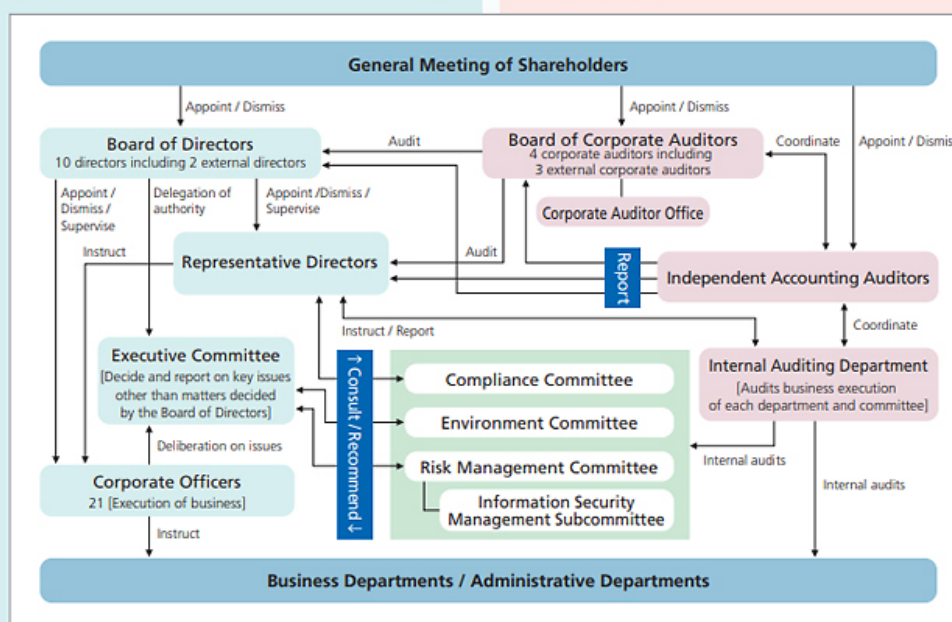 General Meeting of Shareholders
Appoint / Dismiss
Appoint / Dismiss
Appoint / Dismiss
Board of Directors
10 directors including 2 external directors
Audit
Board of Corporate Auditors
4 corporate auditors including
3 external corporate auditors
Coordinate
Corporate Auditor Office
Appoint /
Dismiss /
Supervise
Delegation of
authority
Appoint /Dismiss /
Supervise
Instruct
Representative Directors
Audit
Report
Independent Accounting Auditors
Instruct / Report
Coordinate
Executive Committee
[Decide and report on key issues
other than matters decided
by the Board of Directors]
↑ Consult / Recommend ↓
Compliance Committee
Environment Committee
Risk Management Committee
Information Security
Management Subcommittee
Internal Auditing Department
[Audits business execution
of each department and committee]
Internal audits
Internal audits
Deliberation on issues
Corporate Officers
21 [Execution of business]
Instruct
Business Departments / Administrative Departments